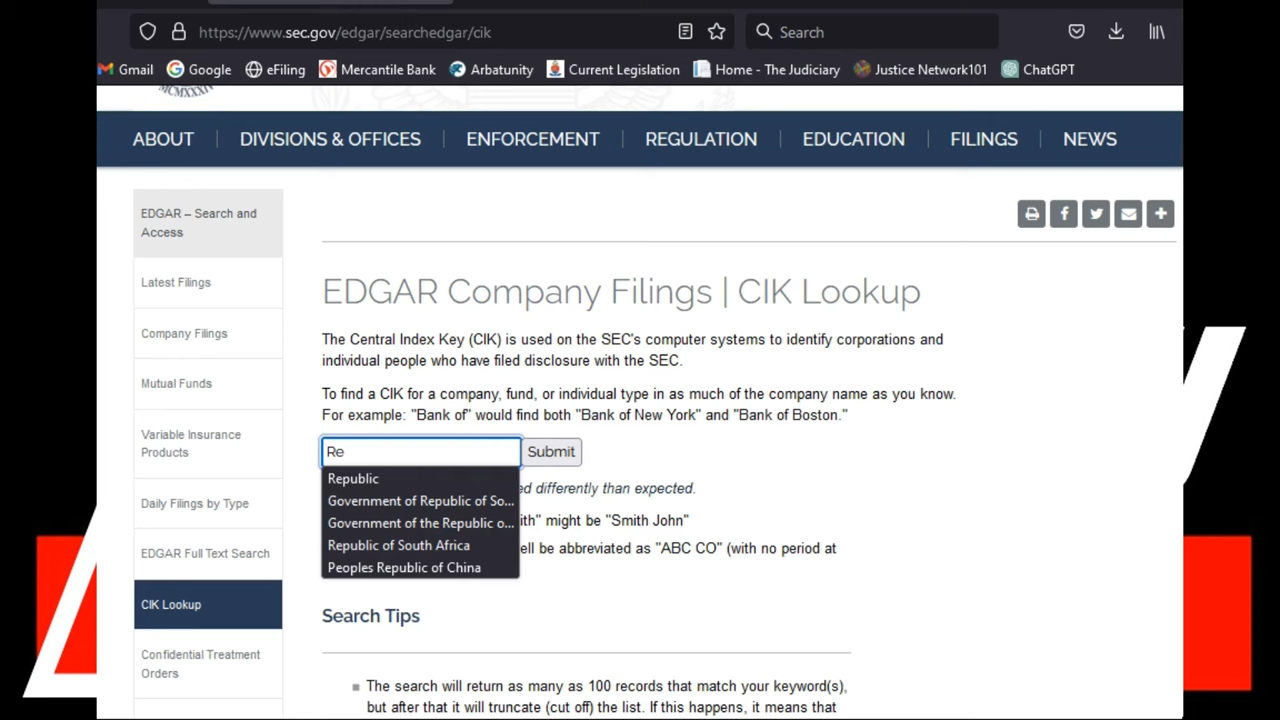 https://www.sec.gov/edgar/searchedgar/cik
Search
Gmail
Google
eFiling
Mercantile Bank
Arbatunity
Current Legislation
Home - The Judiciary
Justice Network101
ChatGPT
MCMXXXIV
ABOUT
DIVISIONS & OFFICES
ENFORCEMENT
REGULATION
EDUCATION
FILINGS
NEWS
EDGAR – Search and
Access
Latest Filings
Company Filings
Mutual Funds
Variable Insurance
Products
Daily Filings by Type
EDGAR Full Text Search
CIK Lookup
Confidential Treatment
Orders
EDGAR Company Filings | CIK Lookup
The Central Index Key (CIK) is used on the SEC's computer systems to identify corporations and
individual people who have filed disclosure with the SEC.
To find a CIK for a company, fund, or individual type in as much of the company name as you know.
For example: "Bank of" would find both "Bank of New York" and "Bank of Boston."
Re
Submit
Republic
Government of Republic of So...
Government of the Republic o...
Republic of South Africa
Peoples Republic of China
ed differently than expected.
ith" might be "Smith John"
ell be abbreviated as "ABC CO" (with no period at
Search Tips
The search will return as many as 100 records that match your keyword(s),
but after that it will truncate (cut off) the list. If this happens, it means that